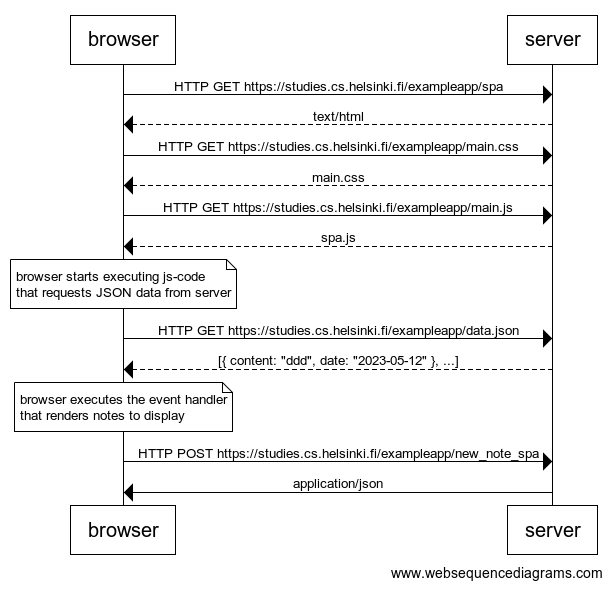 browser
server
HTTP GET https://studies.cs.helsinki.fi/exampleapp/spa
text/html
HTTP GET https://studies.cs.helsinki.fi/exampleapp/main.css
main.css
HTTP GET https://studies.cs.helsinki.fi/exampleapp/main.js
spa.js
browser starts executing js-code
that requests JSON data from server
HTTP GET https://studies.cs.helsinki.fi/exampleapp/data.json
[{ content: "ddd", date: "2023-05-12" }, ...]
browser executes the event handler
that renders notes to display
HTTP POST https://studies.cs.helsinki.fi/exampleapp/new_note_spa
application/json
browser
server
www.websequencediagrams.com